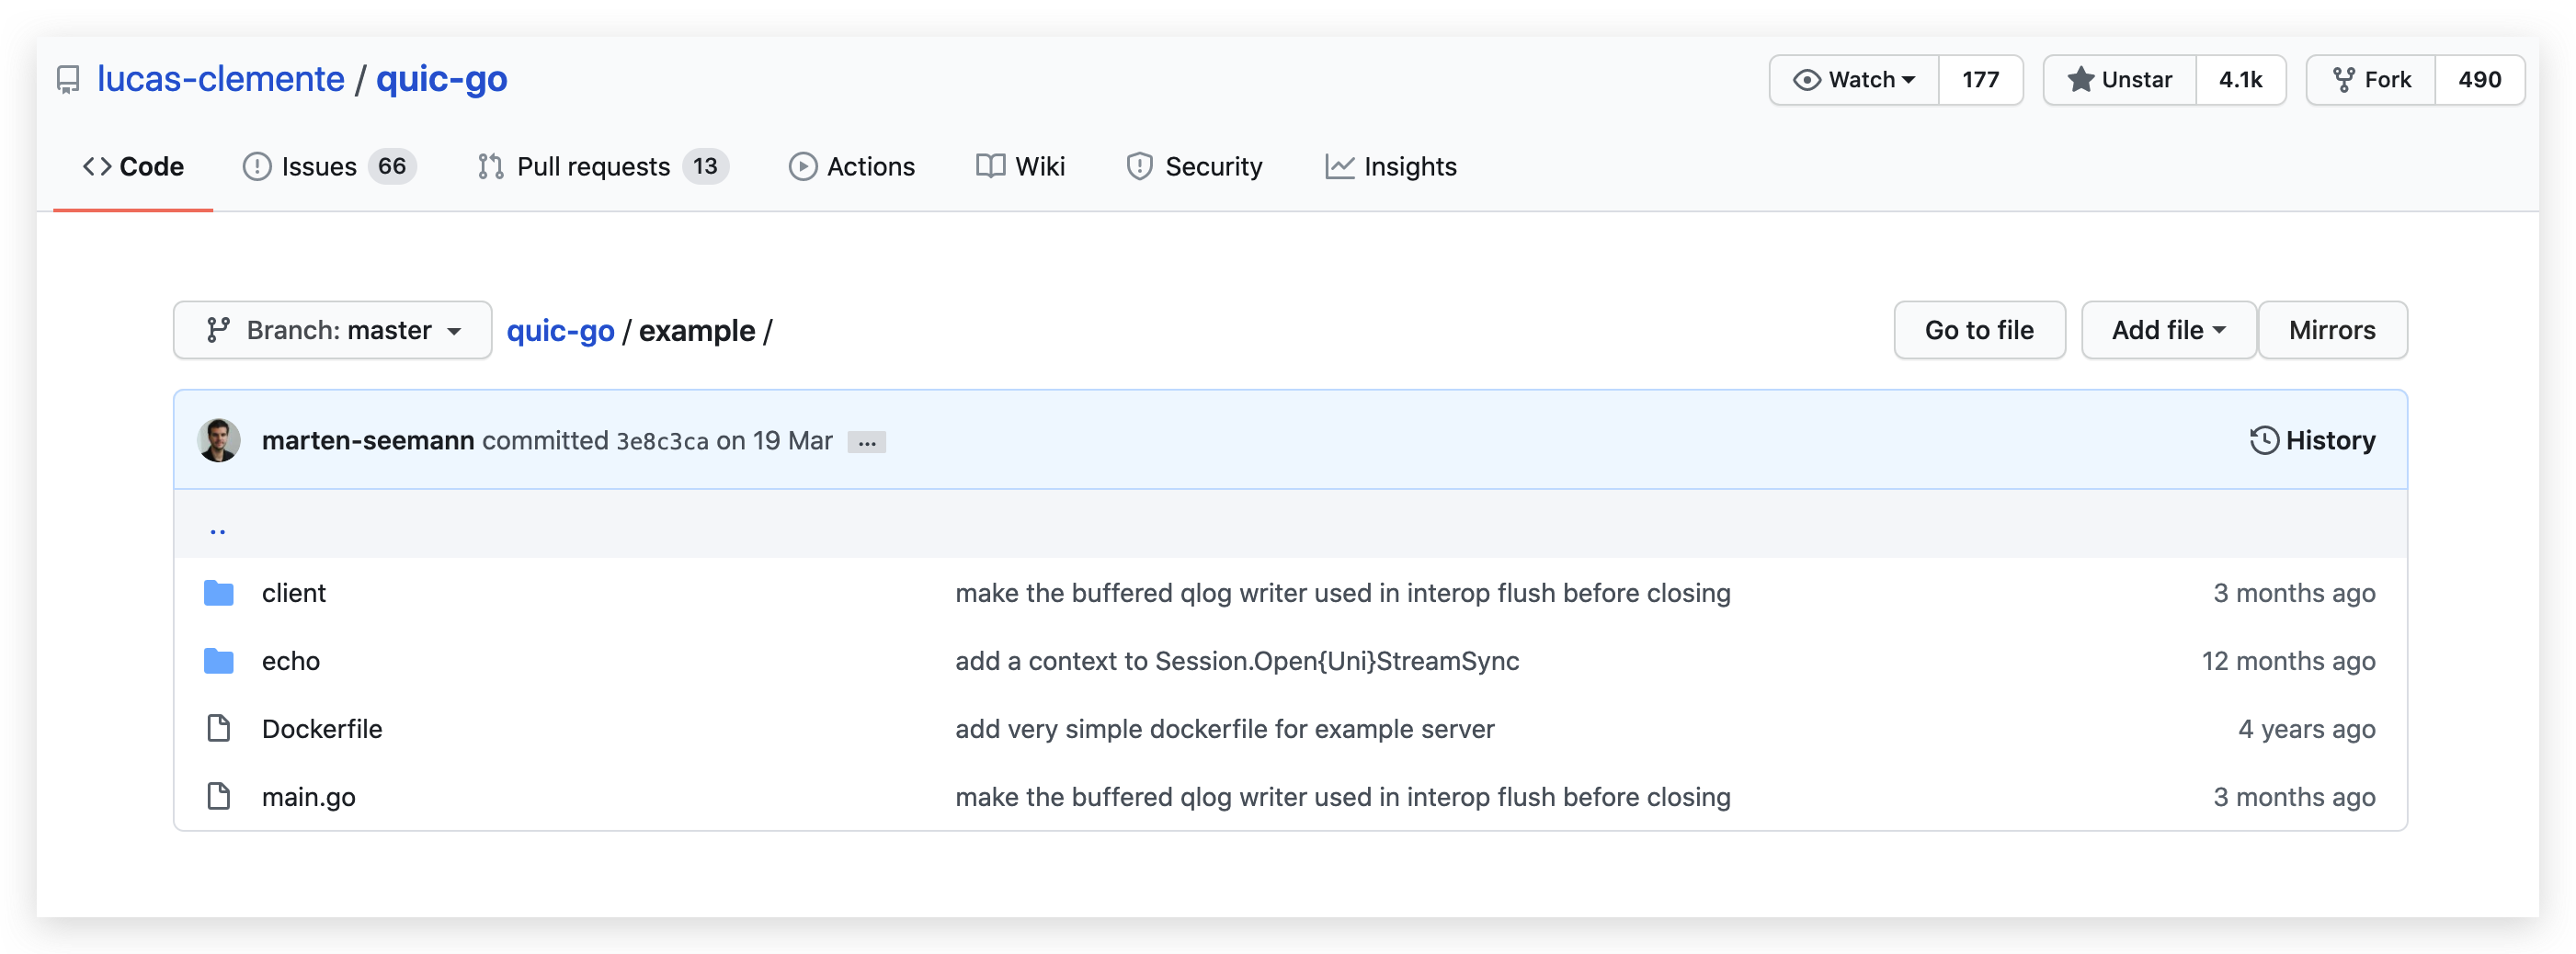 lucas-clemente / quic-go Watch 177 Unstar 4.1k Fork 490
Code Issues 66 Pull requests 13 Actions Wiki Security Insights
Branch: master quic-go / example / Go to file Add file Mirrors
marten-seemann committed 3e8c3ca on 19 Mar ... History
..
client make the buffered qlog writer used in interop flush before closing 3 months ago
echo add a context to Session.Open{Uni}StreamSync 12 months ago
Dockerfile add very simple dockerfile for example server 4 years ago
main.go make the buffered qlog writer used in interop flush before closing 3 months ago